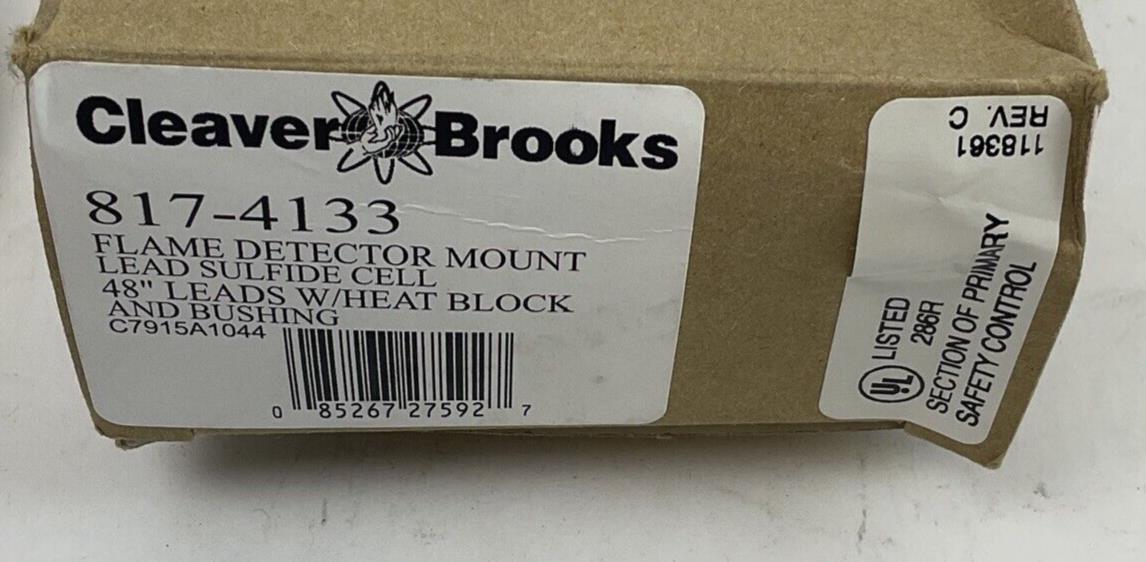 Cleaver Brooks
817-4133
FLAME DETECTOR MOUNT
LEAD SULFIDE CELL
48" LEADS W/HEAT BLOCK
AND BUSHING
C7915A1044
0 85267 27592 7
118361
REV. C
UL LISTED
286R
SECTION OF PRIMARY
SAFETY CONTROL